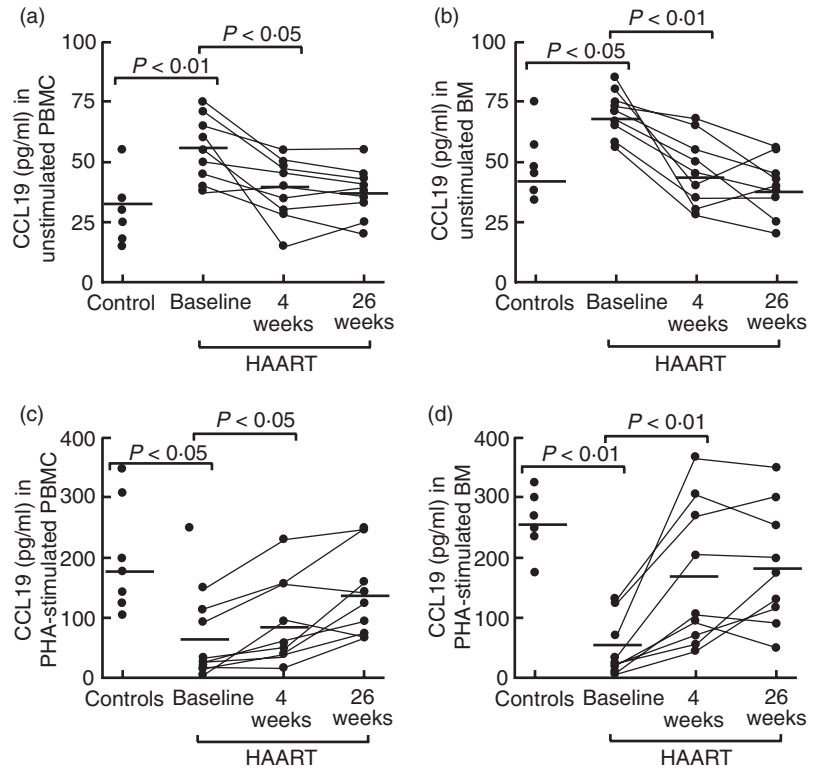 (a)
P < 0·05
P < 0·01
CCL19 (pg/ml) in
unstimulated PBMC
100
75
50
25
0
Control
Baseline
4
weeks
26
weeks
HAART
(b)
P < 0·01
P < 0·05
CCL19 (pg/ml) in
unstimulated BM
100
75
50
25
0
Controls
Baseline
4
weeks
26
weeks
HAART
(c)
P < 0·05
P < 0·05
CCL19 (pg/ml) in
PHA-stimulated PBMC
400
300
200
100
0
Controls
Baseline
4
weeks
26
weeks
HAART
(d)
P < 0·01
P < 0·01
CCL19 (pg/ml) in
PHA-stimulated BM
400
300
200
100
0
Controls
Baseline
4
weeks
26
weeks
HAART